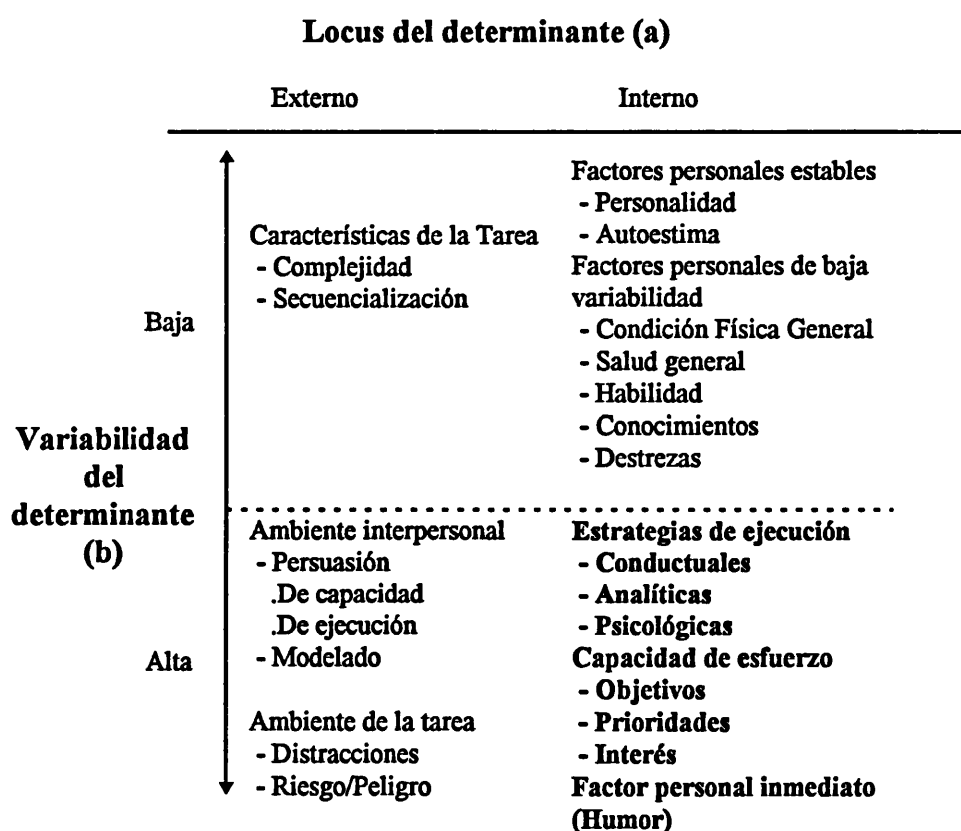 Locus del determinante (a)
Externo
Interno
Factores personales estables
- Personalidad
- Autoestima
Factores personales de baja
variabilidad
- Condición Física General
- Salud general
- Habilidad
- Conocimientos
- Destrezas
Características de la Tarea
- Complejidad
- Secuencialización
Baja
Variabilidad
del
determinante
(b)
Alta
Ambiente interpersonal
- Persuasión
.De capacidad
.De ejecución
- Modelado
Ambiente de la tarea
- Distracciones
- Riesgo/Peligro
Estrategias de ejecución
- Conductuales
- Analíticas
- Psicológicas
Capacidad de esfuerzo
- Objetivos
- Prioridades
- Interés
Factor personal inmediato
(Humor)